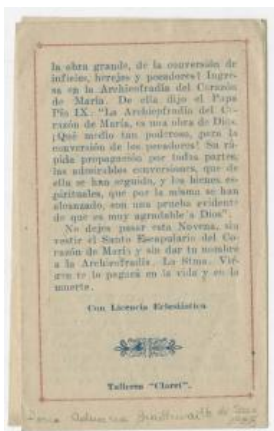 la obra grande, de la conversión de
infieles, herejes y pecadores! Ingre-
sa en la Archicofradía del Corazón
de María. De ella dijo el Papa
Pío IX: "La Archicofradía del Co-
razón de María, es una obra de Dios.
¡Qué medio tan poderoso, para la
conversión de los pecadores! Su rá-
pida propagación por todas partes,
las admirables conversiones, que de
ella se han seguido, y los bienes es-
pirituales, que por la misma se han
alcanzado, son una prueba evidente
de que es muy agradable a Dios".
No dejes pasar esta Novena, sin
vestir el Santo Escapulario del Co-
razón de María y sin dar tu nombre
a la Archicofradía. La Stma. Vir-
gen te lo pagará en la vida y en la
muerte.
Con Licencia Eclesiástica
Talleres "Claret".